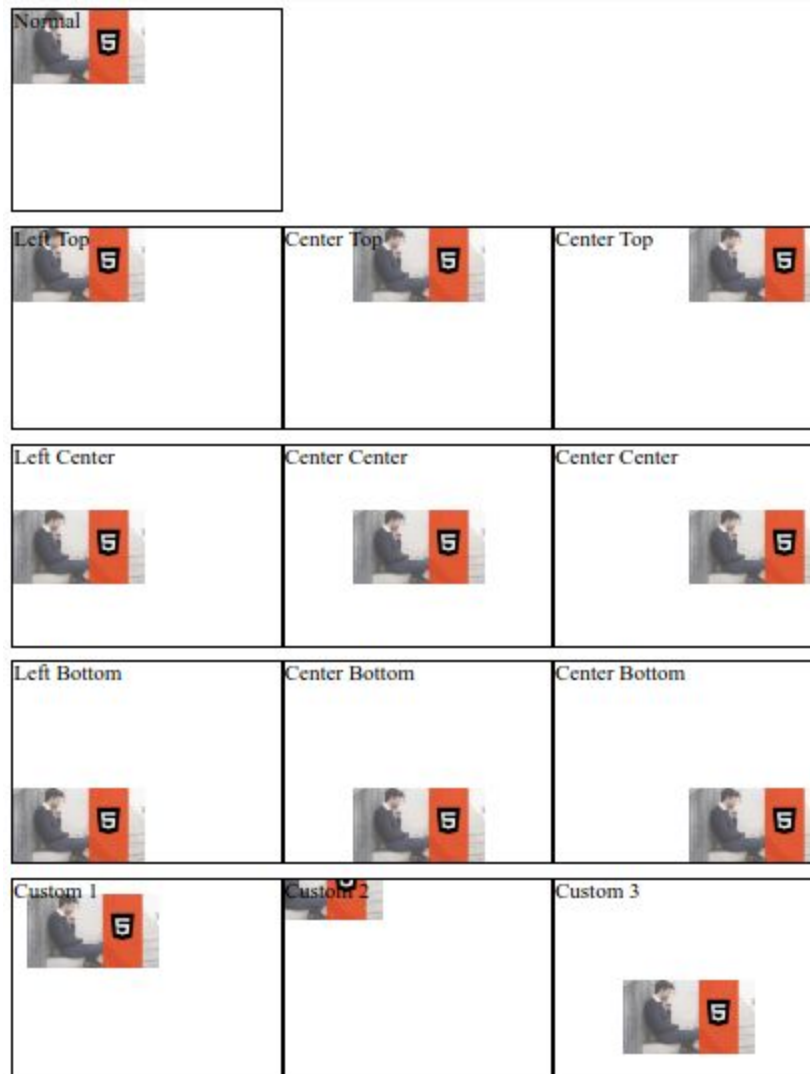 Normal
Left Top
Center Top
Center Top
Left Center
Center Center
Center Center
Left Bottom
Center Bottom
Center Bottom
Custom 1
Custom 2
Custom 3